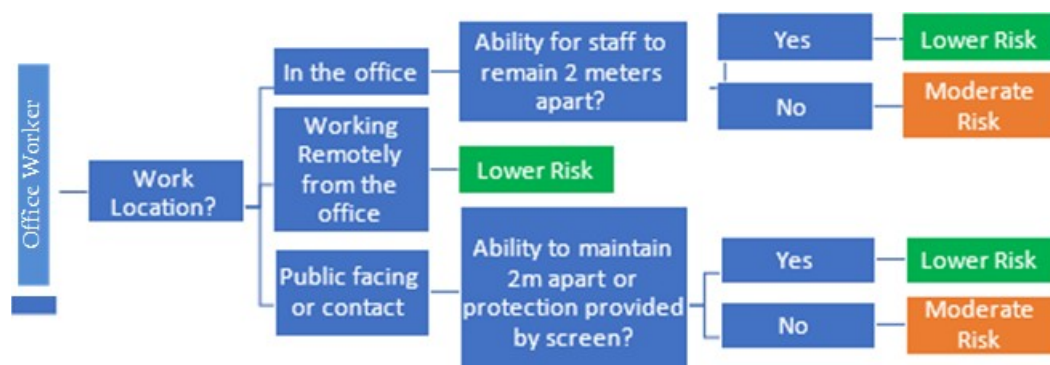 Office Worker
Work
Location?
In the office
Ability for staff to
remain 2 meters
apart?
Yes
Lower Risk
No
Moderate
Risk
Working
Remotely
from the
office
Lower Risk
Public facing
or contact
Ability to maintain
2m apart or
protection provided
by screen?
Yes
Lower Risk
No
Moderate
Risk